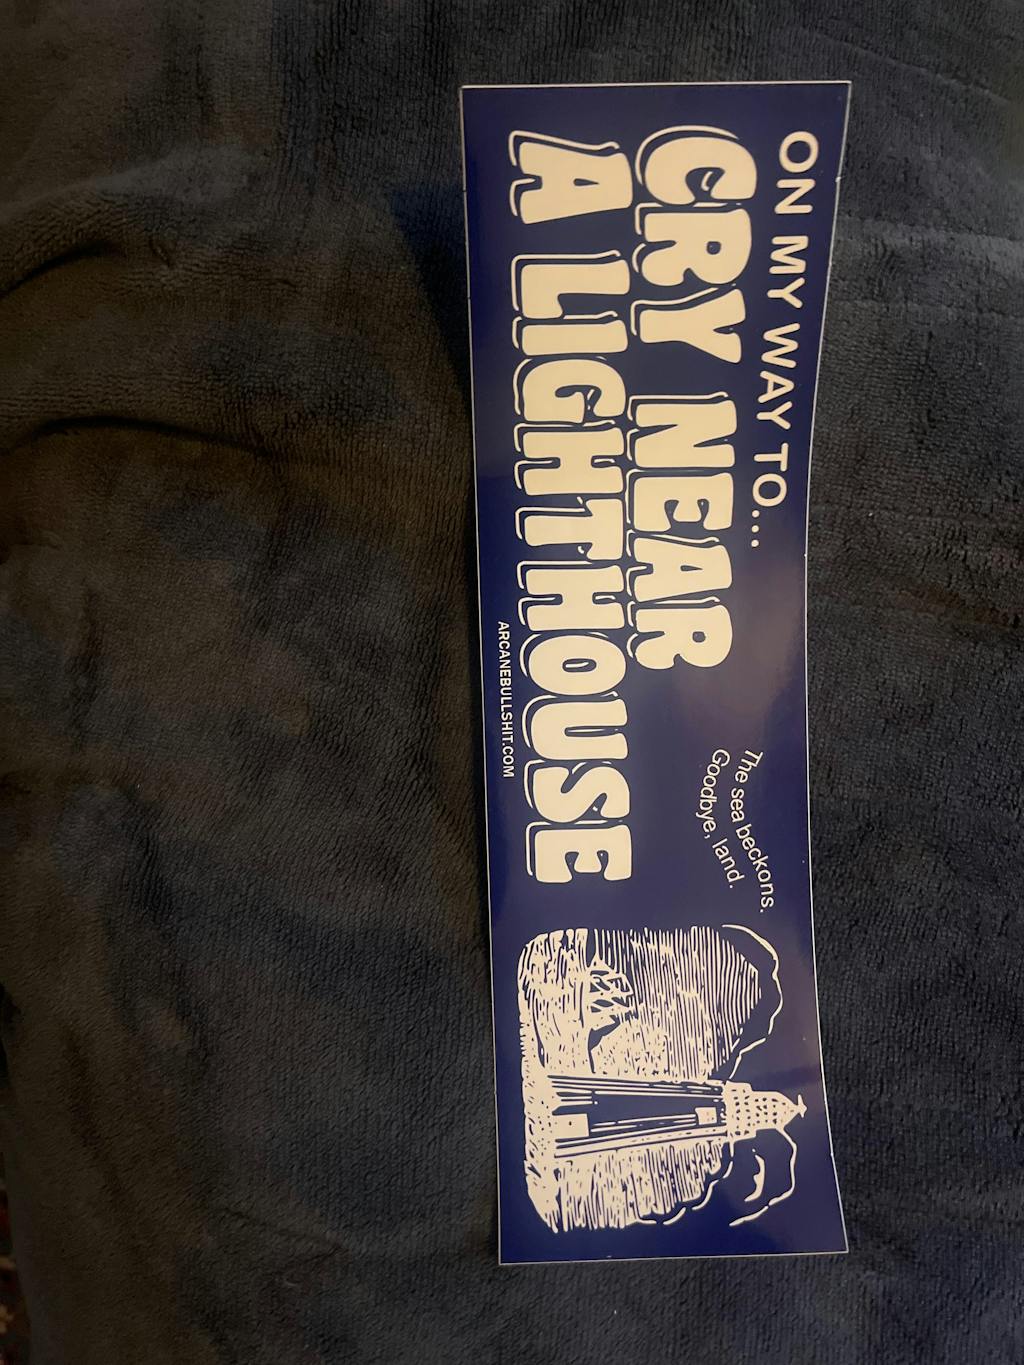 ON MY WAY TO...
CRY NEAR
A LIGHTHOUSE
ARCANEBULLSHIT.COM
The sea beckons.
Goodbye, land.